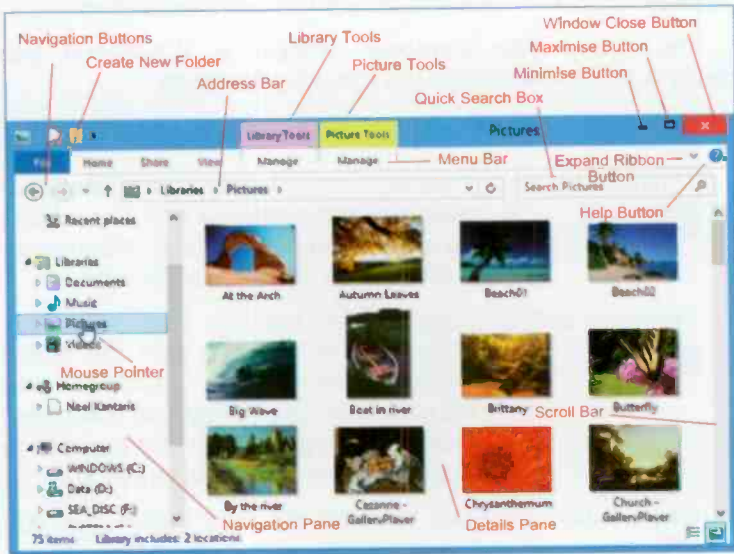 Window Close Button
Navigation Buttons
Library Tools
Maximise Button
Create New Folder
Picture Tools
Minimise Button
Address Bar
Quick Search Box
Library Tools
Picture Tools
Pictures
File
Home
Share
View
Manage
Manage
Menu Bar
Expand Ribbon
Button
Libraries
Pictures
Search Pictures
Help Button
Recent places
Libraries
Documents
Music
Pictures
Videos
Mouse Pointer
Homegroup
Noel Kantaris
Computer
WINDOWS (C:)
Data (D:)
SEA_DISC (F:)
At the Arch
Autumn Leaves
Beach01
Beach02
Big Wave
Boat in river
Brittany
Scroll Bar
Butterfly
By the river
Cezanne -
GalleryPlayer
Chrysanthemum
Church -
GalleryPlayer
Navigation Pane
Details Pane
75 items
Library includes: 2 locations